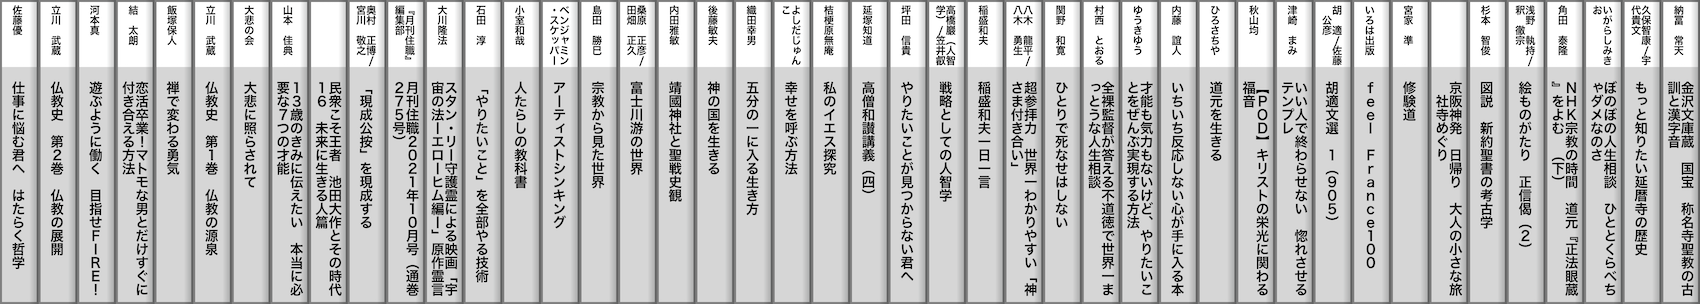 納冨 常天
金沢文庫蔵 国宝 称名寺聖教の古
訓と漢字音
久保智康/宇
代貴文
もっと知りたい延暦寺の歴史
いがらしみき
お
ぼのぼの人生相談 ひととくらべち
ゃダメなのさ
角田 泰隆
NHK宗教の時間 道元『正法眼蔵
』をよむ (下)
浅野 執持/
釈 徹宗
絵ものがたり 正信偈(2)
杉本 智俊
図説 新約聖書の考古学
京阪神発 日帰り 大人の小さな旅
 社寺めぐり
宮家 準
修験道
いろは出版
feel France100
胡 適/佐藤
 公彦
胡適文選 1(905)
津崎 まみ
いい人で終わらせない 惚れさせる
テンプレ
秋山均
【POD】キリストの栄光に関わる
福音
ひろさちや
道元を生きる
内藤 誼人
いちいち反応しない心が手に入る本
ゆうきゆう
才能も気力もないけど、やりたいこ
とをぜんぶ実現する方法
村西 とおる
全裸監督が答える不道徳で世界一ま
っとうな人生相談
関野 和寛
ひとりで死なせはしない
八木 龍平/
八木 勇生
超参拝力 世界一わかりやすい「神
さま付き合い」
稲盛和夫
稲盛和夫一日一言
高橋巖(人智
学)/笠井叡
戦略としての人智学
坪田 信貴
やりたいことが見つからない君へ
延塚知道
高僧和讃講義(四)
桔梗原無庵
私のイエス探究
よしだじゅん
こ
幸せを呼ぶ方法
織田幸男
五分の一に入る生き方
後藤敏夫
神の国を生きる
内田雅敏
靖國神社と聖戦史観
桑原 正彦/
田畑 正久
富士川游の世界
島田 勝巳
宗教から見た世界
ベンジャミン
・スケッパー
アーティストシンキング
小室和哉
人たらしの教科書
石田 淳
「やりたいこと」を全部やる技術
大川隆法
スタン・リー守護霊による映画「宇
宙の法―エローヒム編―」原作霊言
『月刊住職』
編集部
月刊住職2021年10月号(通巻
275号)
奥村 正博/
宮川 敬之
「現成公按」を現成する
民衆こそ王者 池田大作とその時代
16 未来に生きる人篇
山本 佳典
13歳のきみに伝えたい 本当に必
要な7つの才能
大悲の会
大悲に照らされて
立川 武蔵
仏教史 第1巻 仏教の源泉
飯塚保人
禅で変わる勇気
結 太朗
恋活卒業!マトモな男とだけすぐに
付き合える方法
河本真
遊ぶように働く 目指せFIRE!
立川 武蔵
仏教史 第2巻 仏教の展開
佐藤優
仕事に悩む君へ はたらく哲学